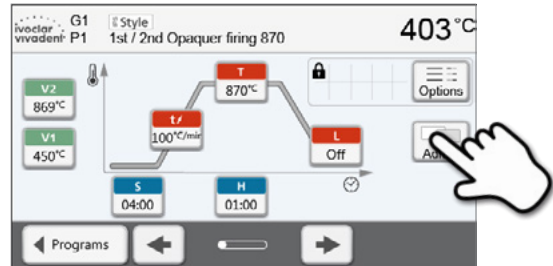 ivoclar
vivadent
G1
P1
IPS Style
1st / 2nd Opaquer firing 870
403°C
V2
869°C
V1
450°C
t↗
100°C/min
T
870°C
L
Off
Options
S
04:00
H
01:00
Programs